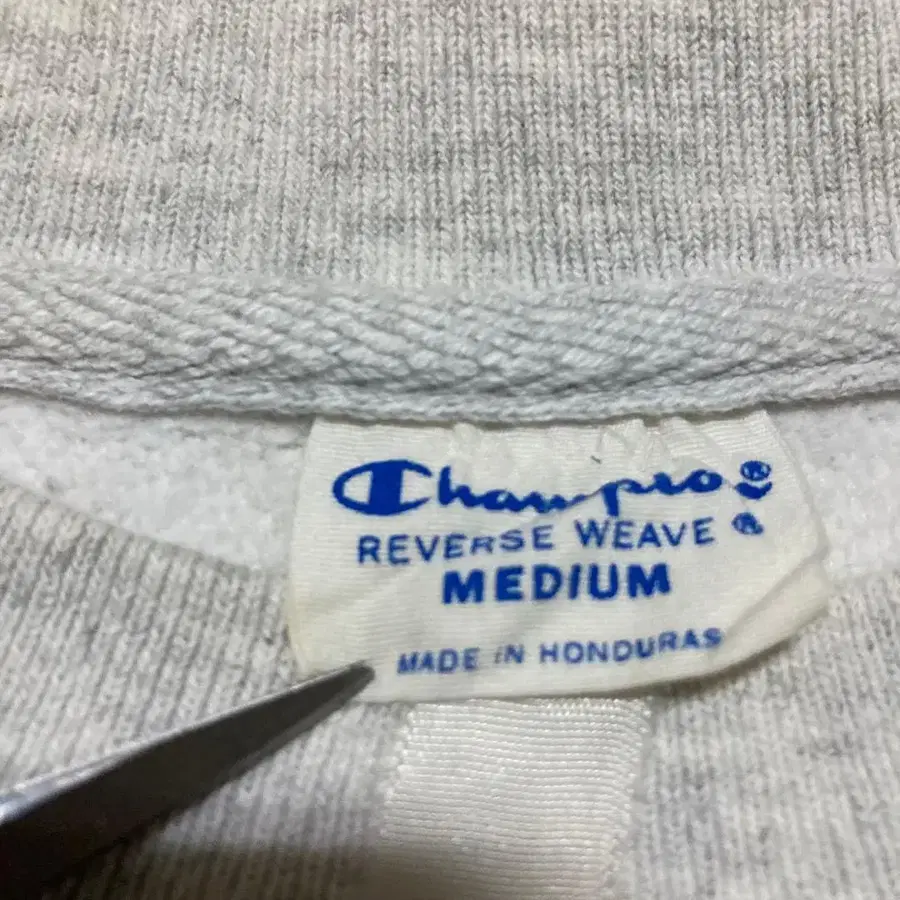 Champion®
REVERSE WEAVE ®
MEDIUM
MADE IN HONDURAS